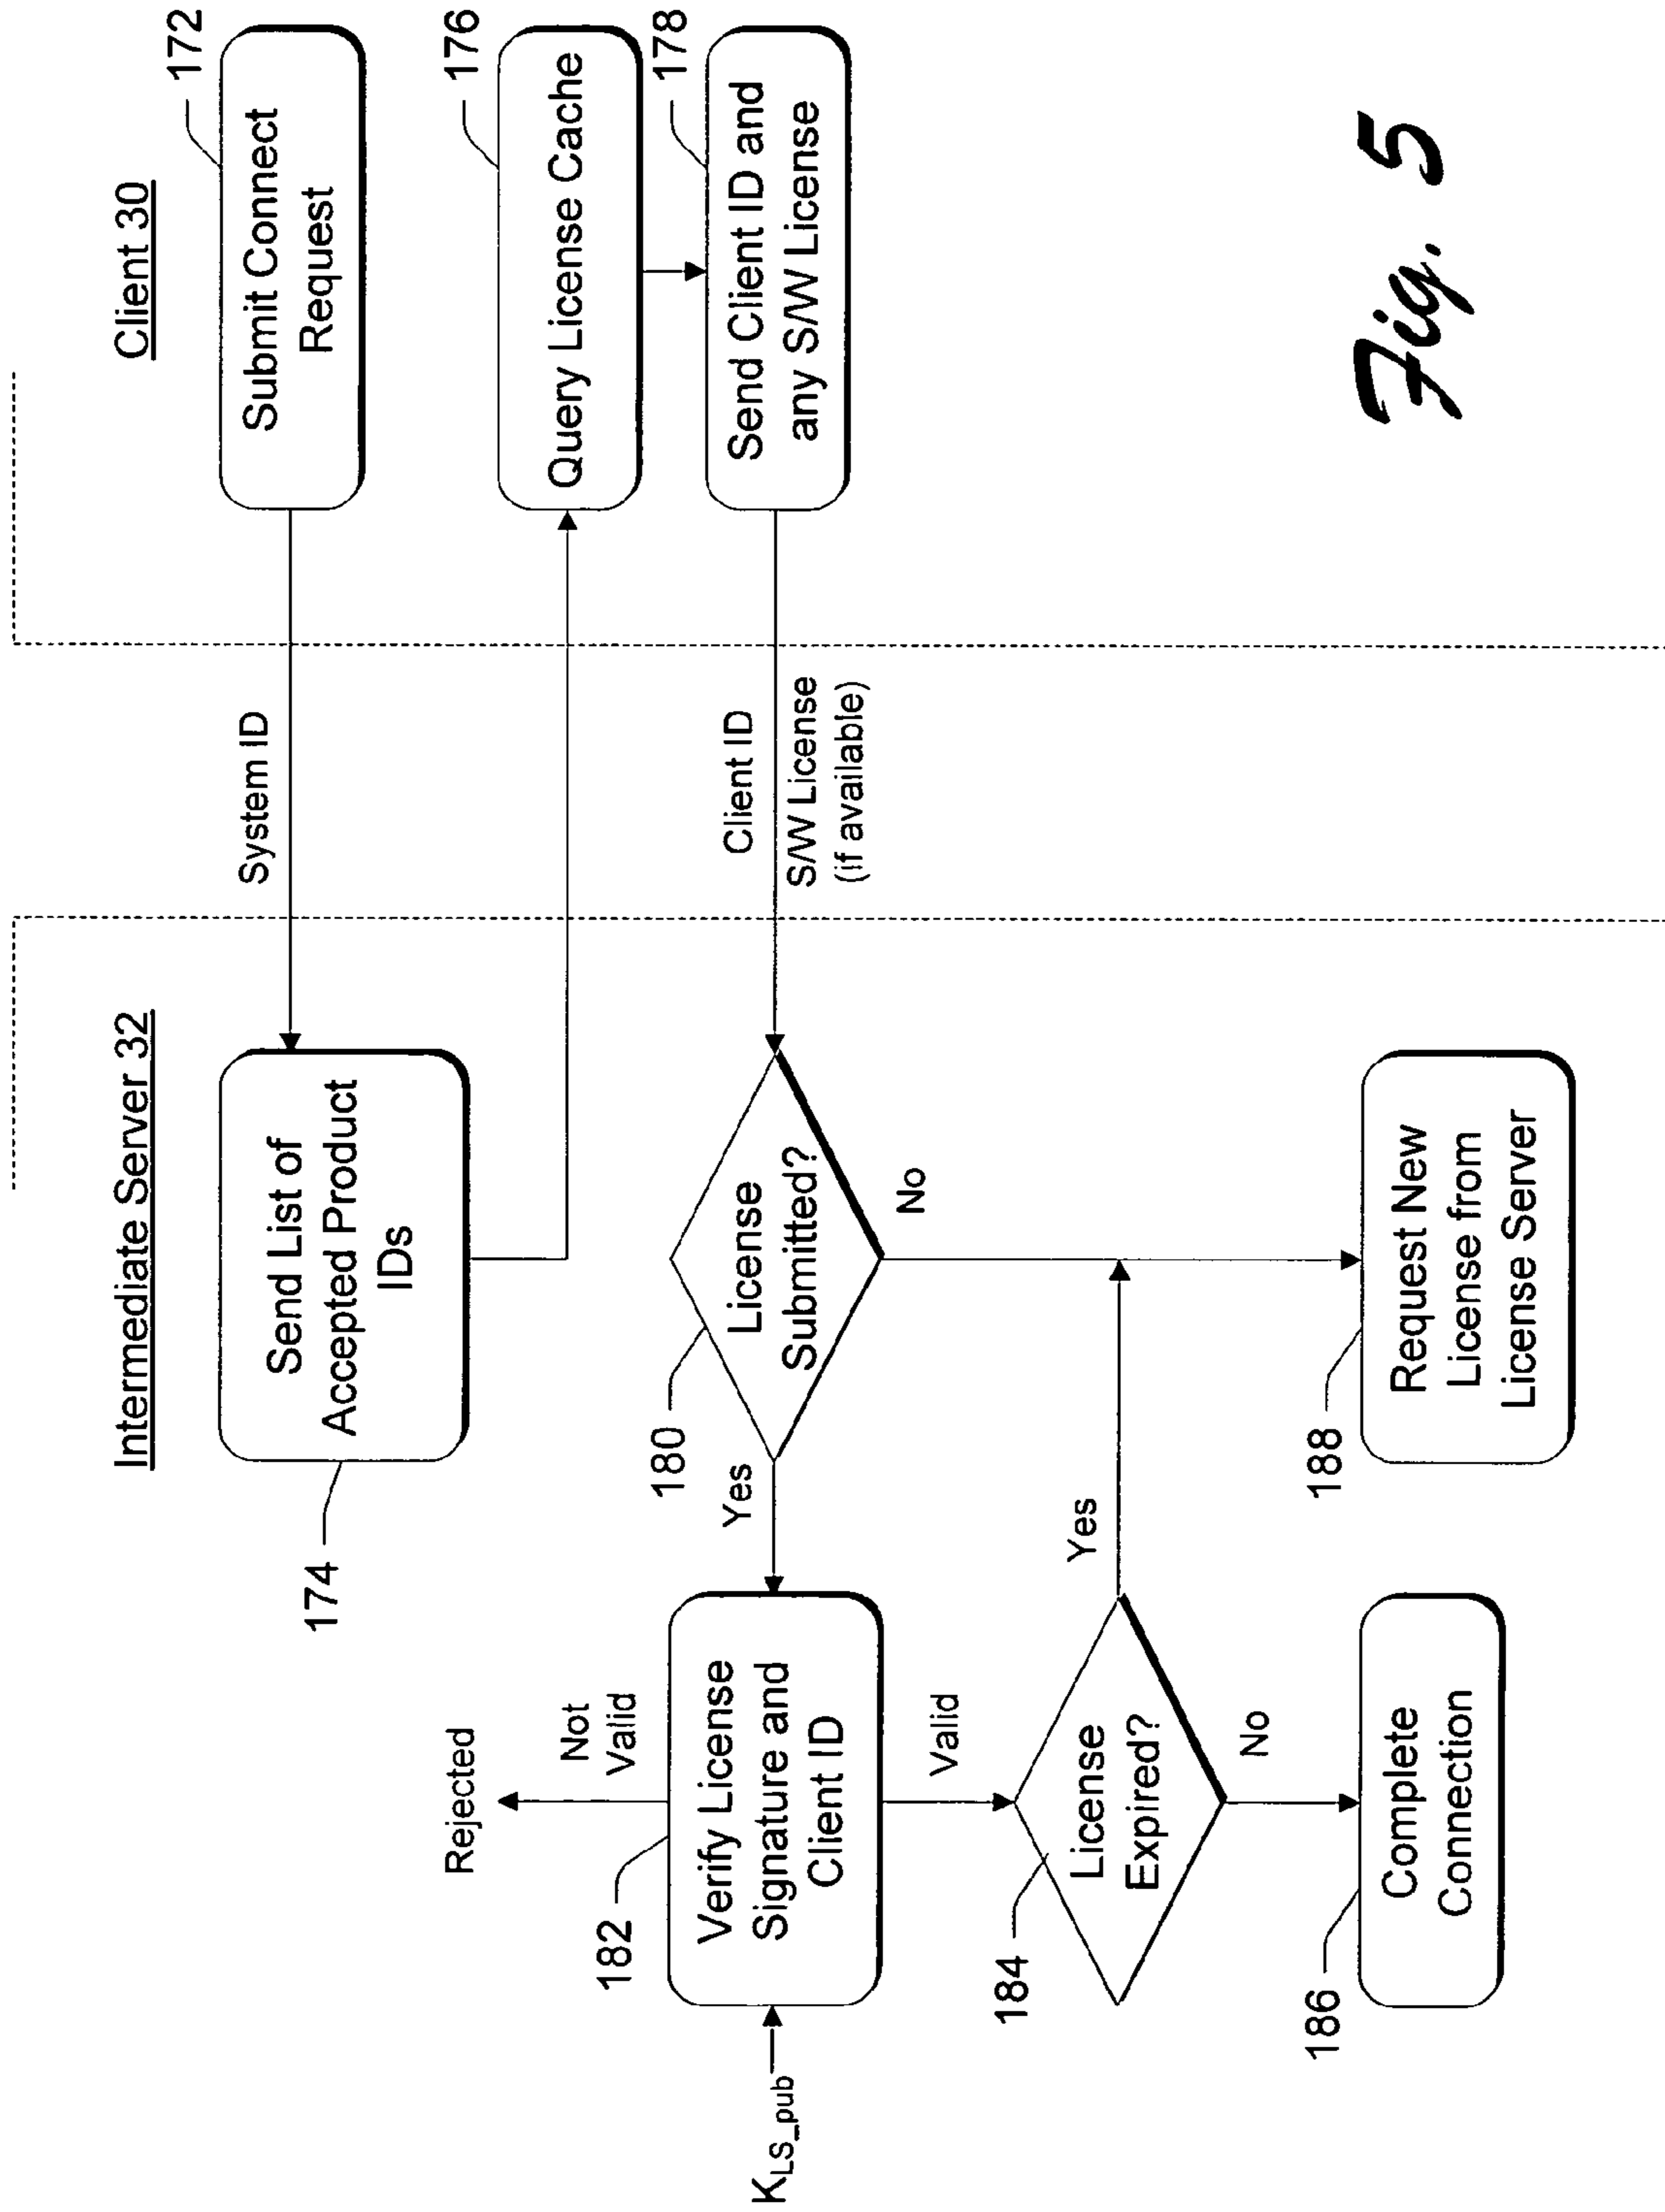 Intermediate Server 32
Client 30
172
Submit Connect
Request
System ID
174
Send List of
Accepted Product
IDs
176
Query License Cache
178
Send Client ID and
any S/W License
Client ID
S/W License
(if available)
180
License
Submitted?
Yes
No
Rejected
Not
Valid
182
Verify License
Signature and
Client ID
KLS_pub
Valid
184
License
Expired?
Yes
No
186
Complete
Connection
188
Request New
License from
License Server
Fig. 5